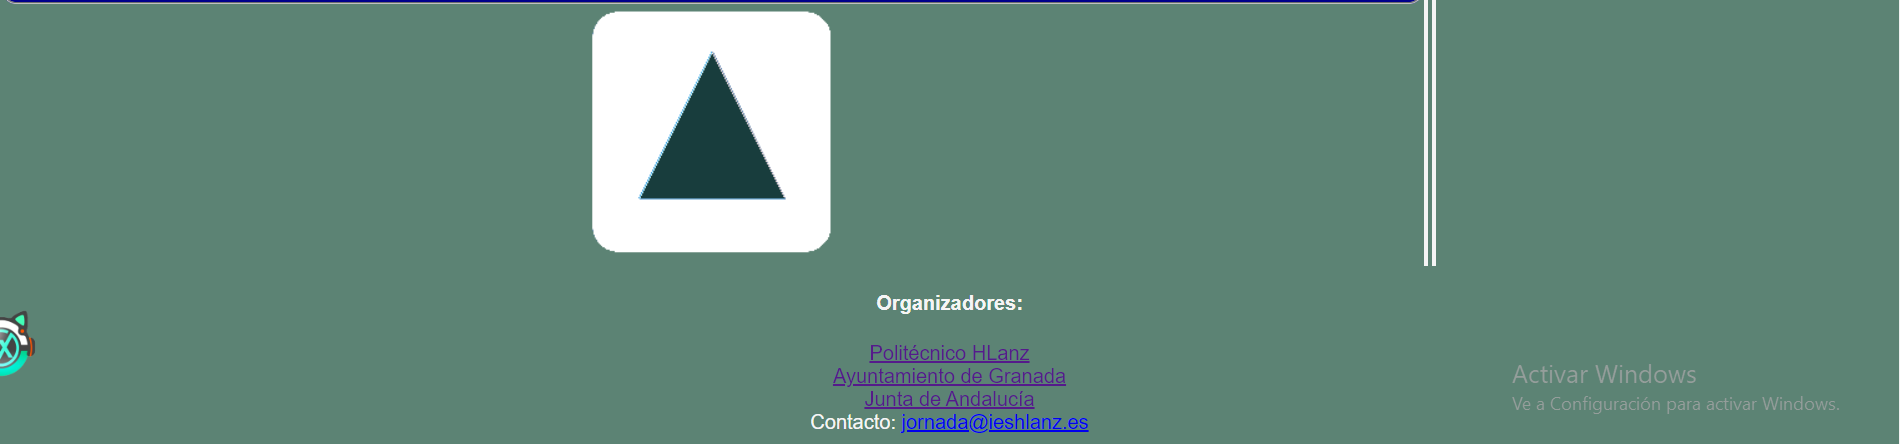 Organizadores:
Politécnico HLanz
Ayuntamiento de Granada
Junta de Andalucía
Contacto: jornada@ieshlanz.es
Activar Windows
Ve a Configuración para activar Windows.